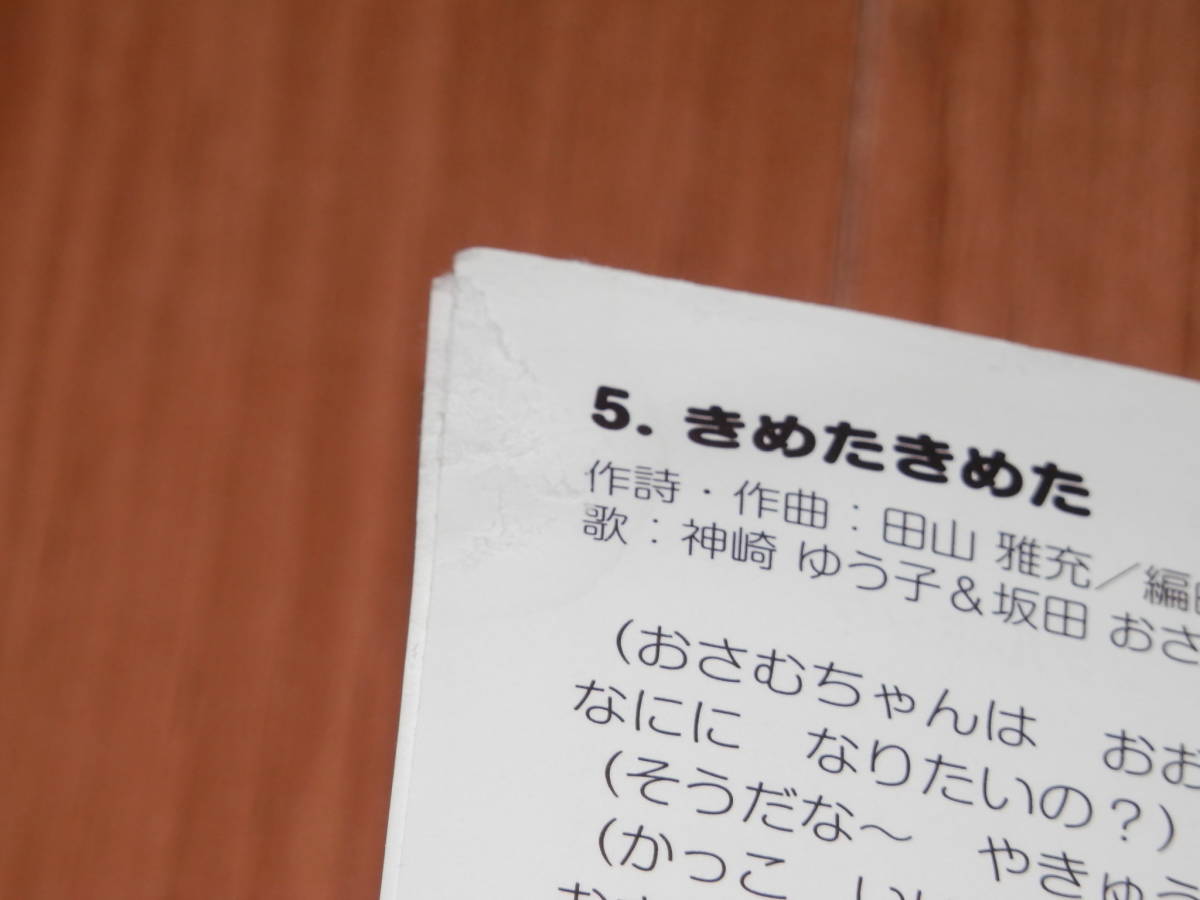 5. きめたきめた
作詩・作曲：田山 雅充／編
歌：神崎 ゆう子＆坂田 おさ
（おさむちゃんは　おお
なにに　なりたいの？）
（そうだな～　やきゅう
（かっこ　い